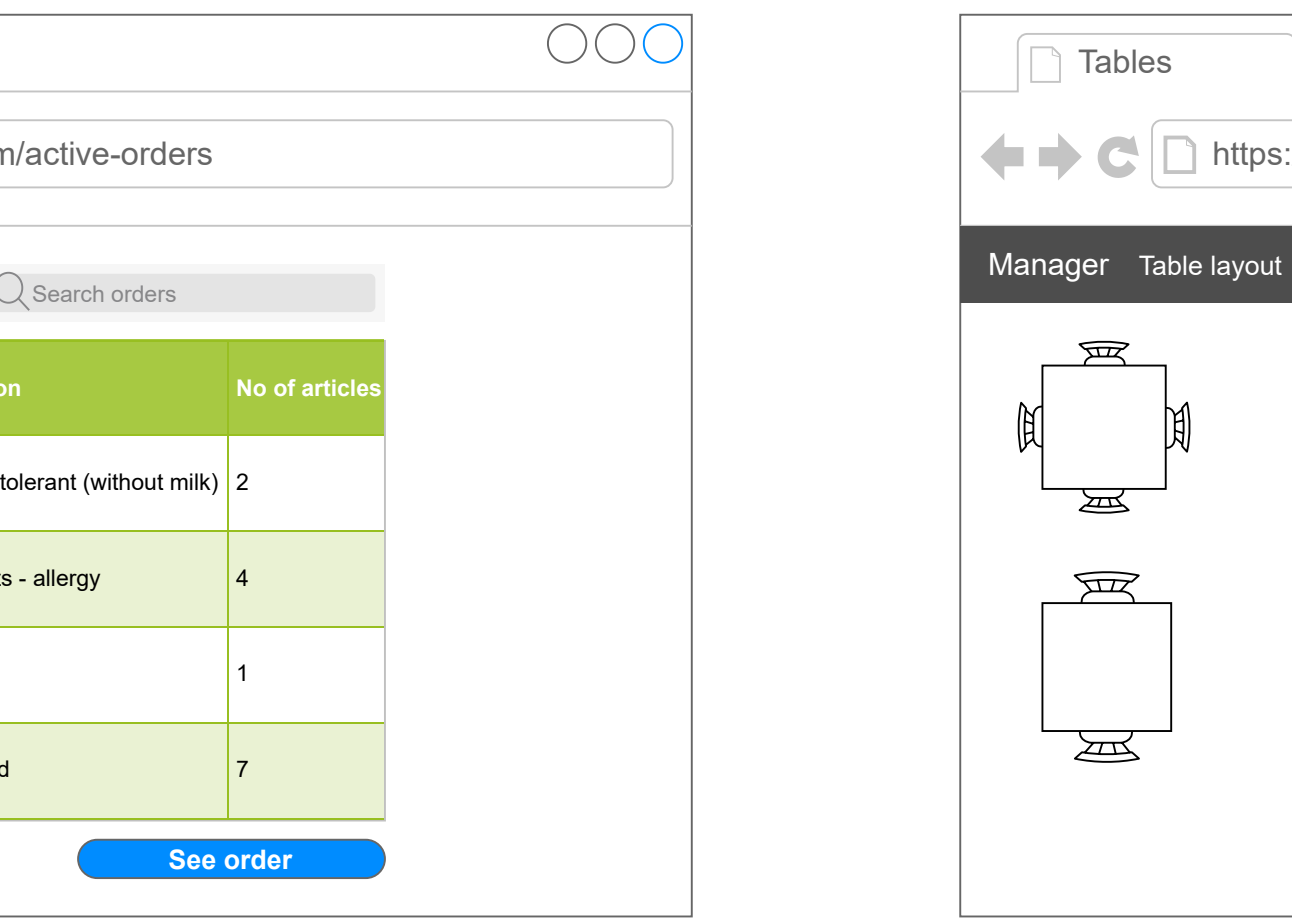 m/active-orders
Search orders
on No of articles
tolerant (without milk) 2
ts - allergy 4
1
d 7
See order
Tables
https:
Manager Table layout